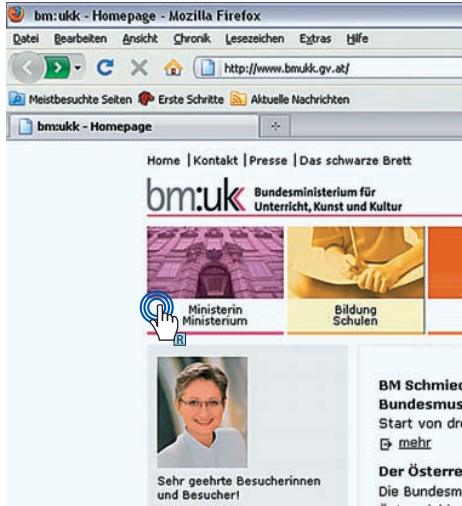 bm:ukk - Homepage - Mozilla Firefox
Datei Bearbeiten Ansicht Chronik Lesezeichen Extras Hilfe
http://www.bmukk.gv.at/
Meistbesuchte Seiten Erste Schritte Aktuelle Nachrichten
bm:ukk - Homepage
Home | Kontakt | Presse | Das schwarze Brett
bm:ukk Bundesministerium für
Unterricht, Kunst und Kultur
Ministerin
Ministerium
Bildung
Schulen
R
Sehr geehrte Besucherinnen
und Besucher!
BM Schmied
Bundesmus
Start von dre
mehr
Der Österre
Die Bundesm